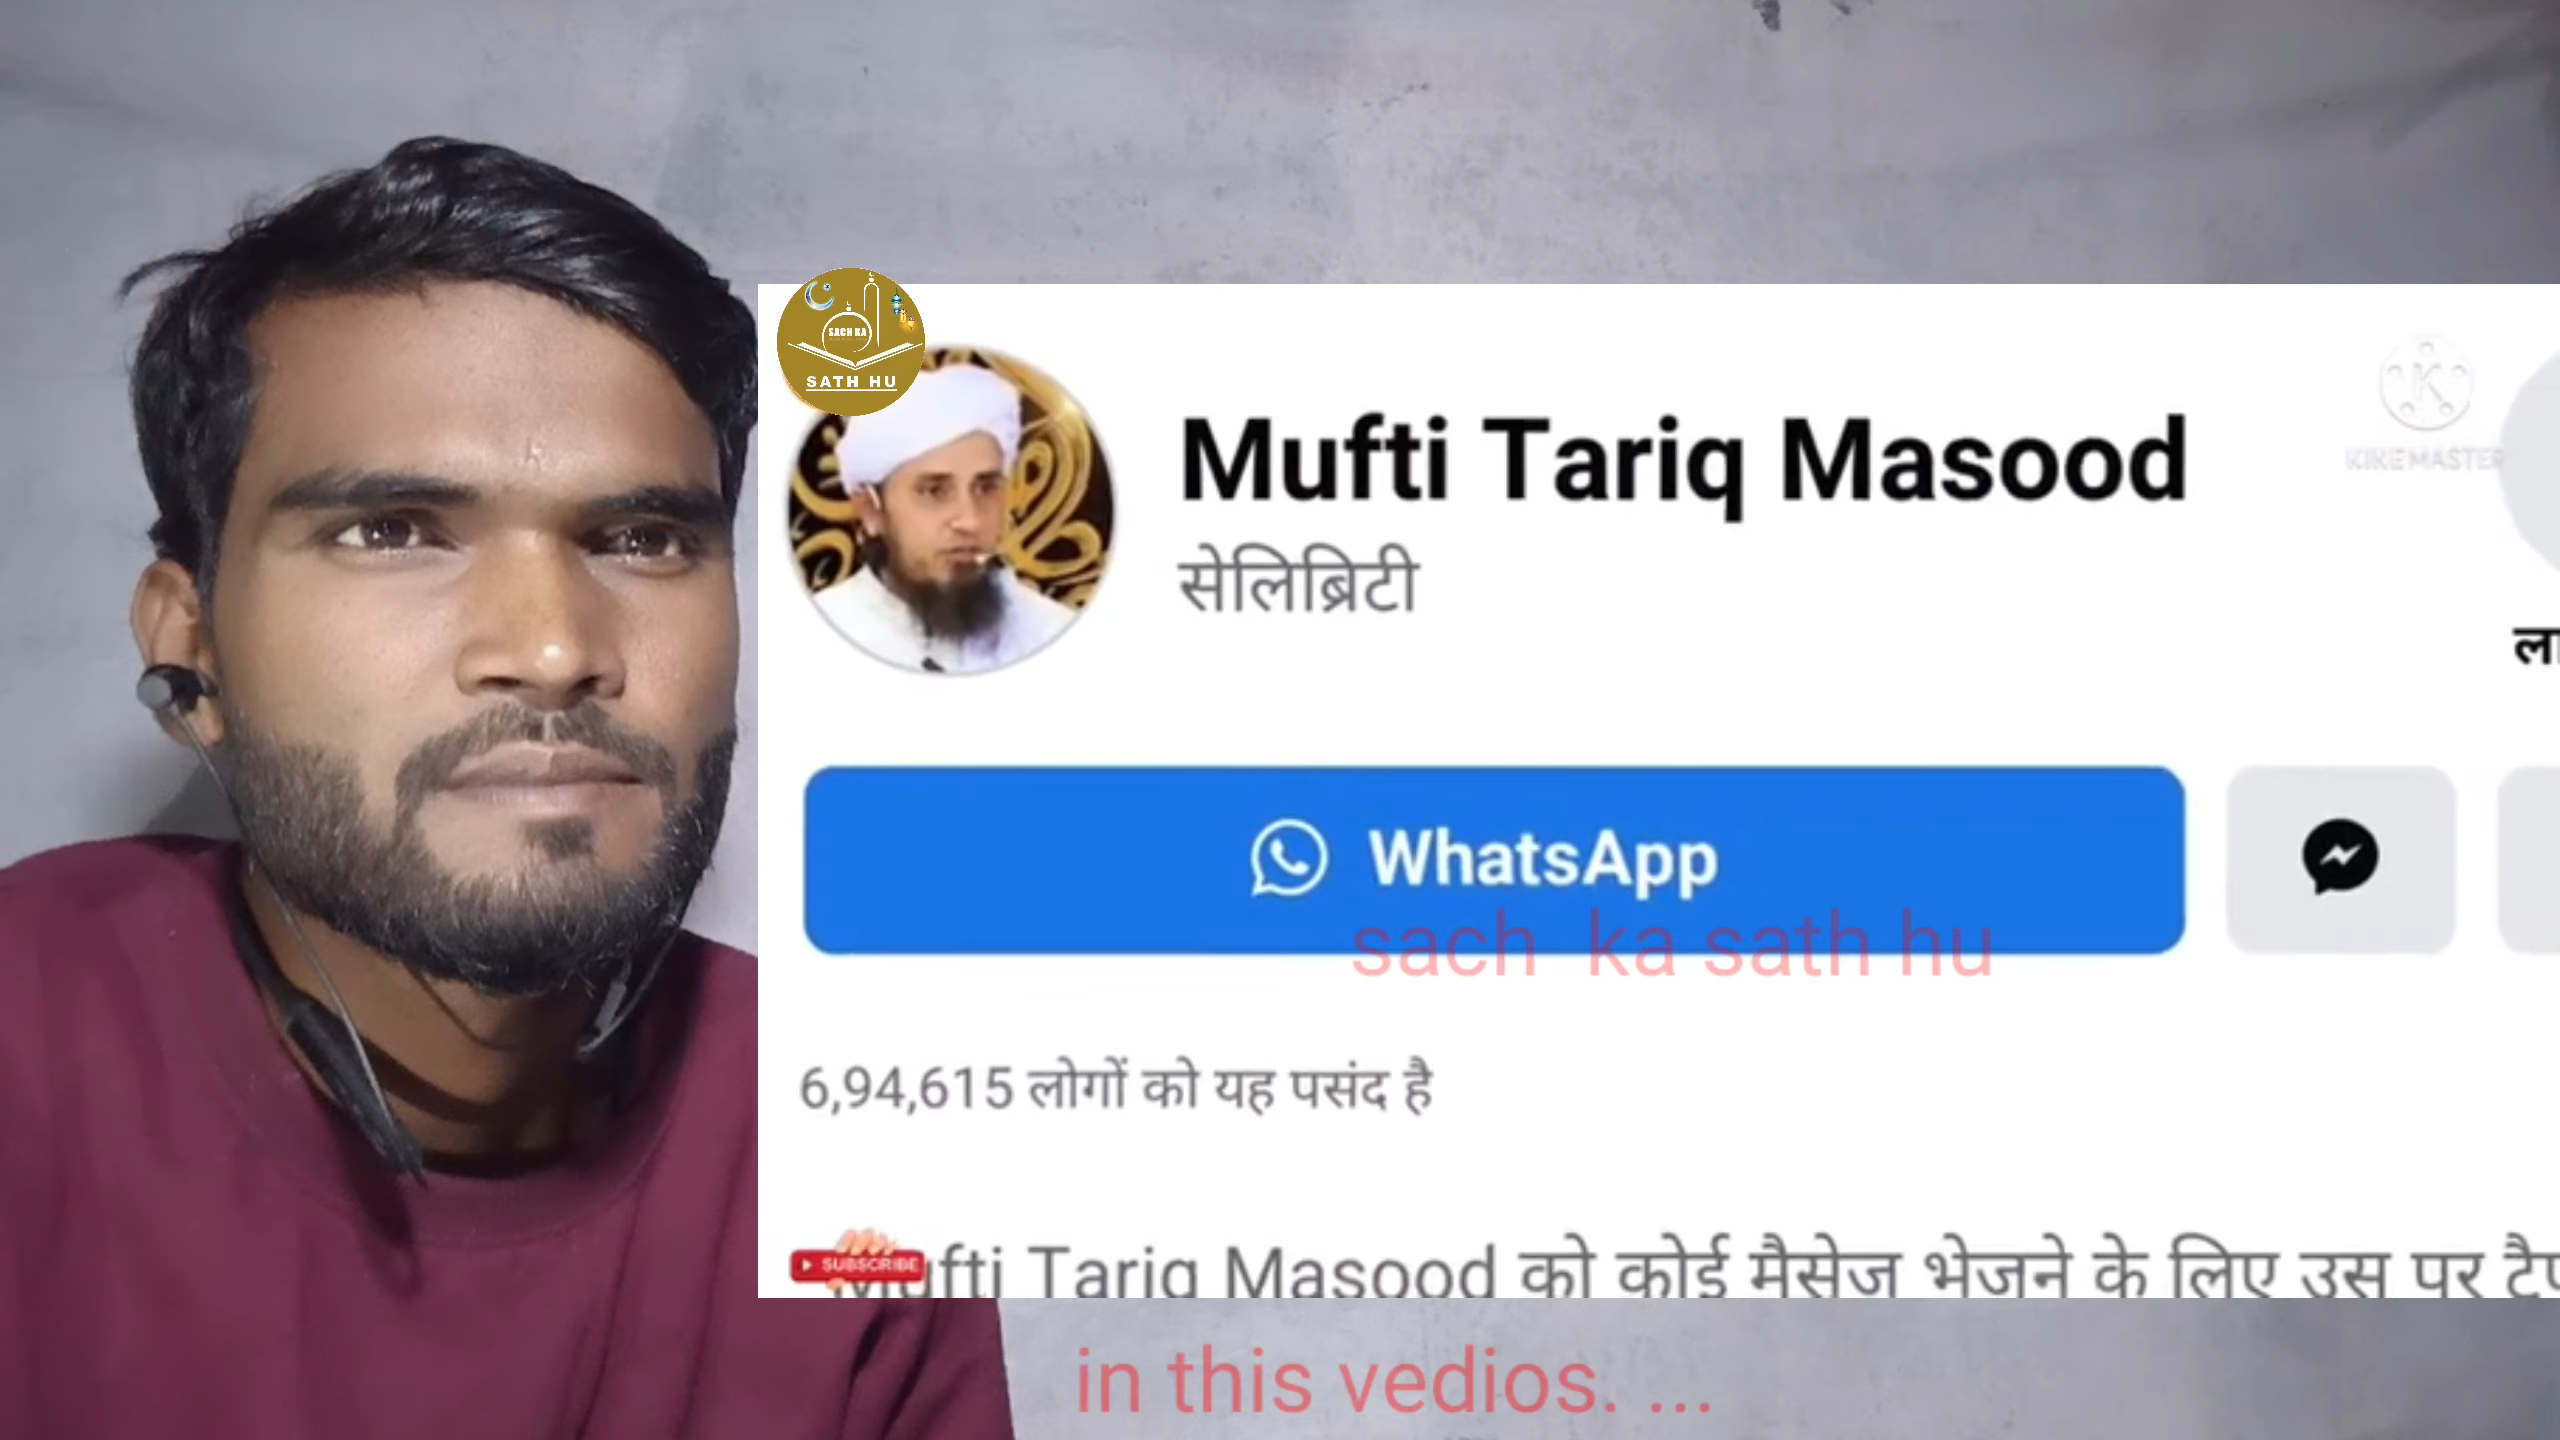 SACH KA
SATH HU
Mufti Tariq Masood
KINEMASTER
सेलिब्रिटी
WhatsApp
sach ka sath hu
6,94,615 लोगों को यह पसंद है
SUBSCRIBE
Mufti Tariq Masood को कोई मैसेज भेजने के लिए उस पर
in this vedios. ...